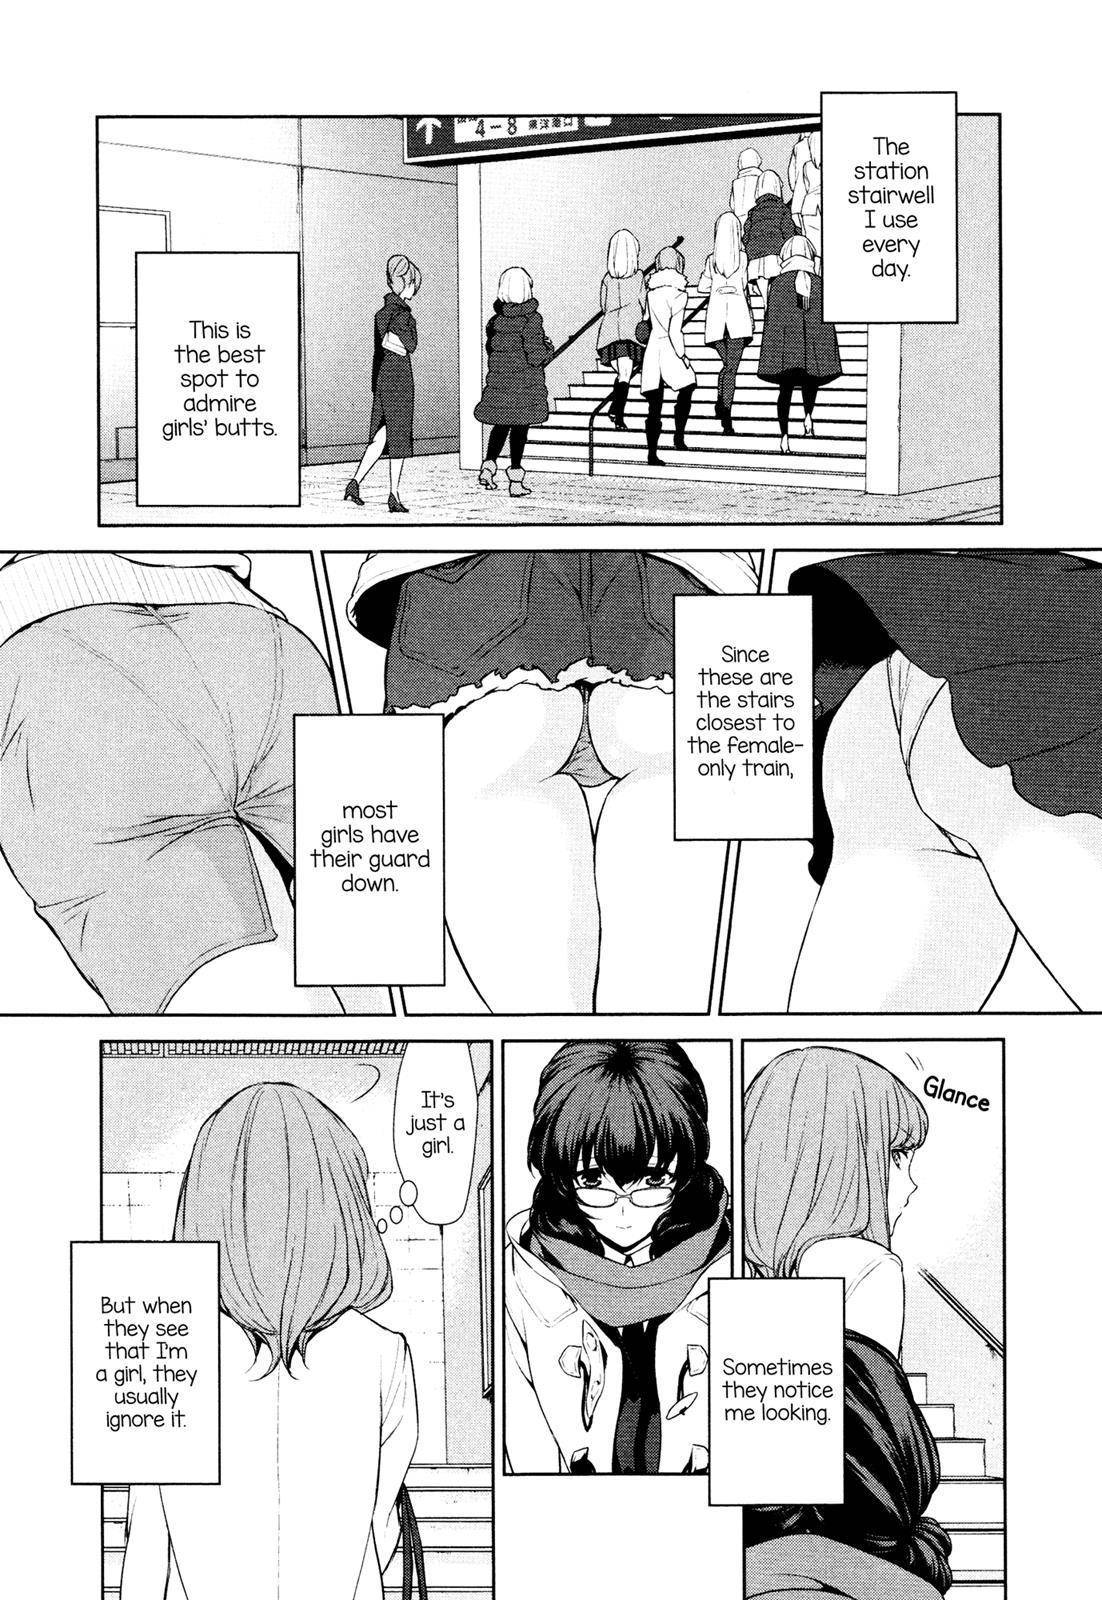 4-8
The
station
stairwell
I use
every
day.
This is
the best
spot to
admire
girls' butts.
Since
these are
the stairs
closest to
the female-
only train,
most
girls have
their guard
down.
Glance
Sometimes
they notice
me looking.
It's
just a
girl.
But when
they see
that I'm
a girl, they
usually
ignore it.